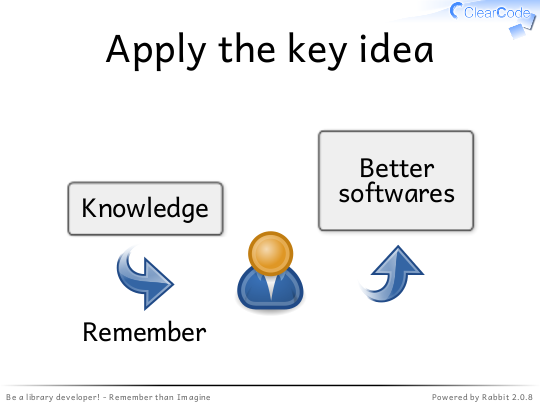 ClearCode
Apply the key idea
Better
softwares
Knowledge
Remember
Be a library developer! - Remember than Imagine
Powered by Rabbit 2.0.8